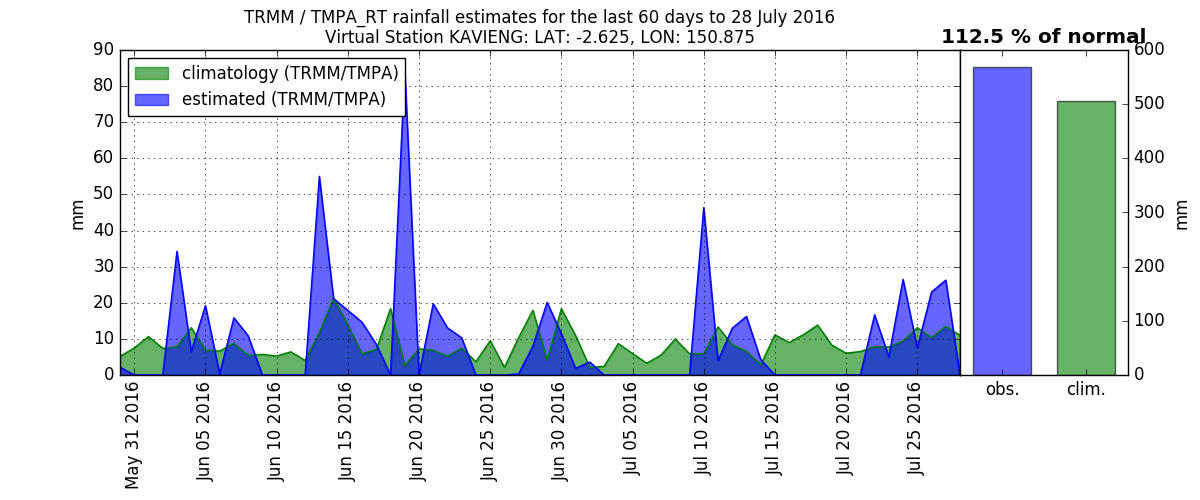 TRMM / TMPA_RT rainfall estimates for the last 60 days to 28 July 2016
Virtual Station KAVIENG: LAT: -2.625, LON: 150.875
112.5 % of normal
climatology (TRMM/TMPA)
estimated (TRMM/TMPA)
90
80
70
60
50
40
30
20
10
0
mm
May 31 2016
Jun 05 2016
Jun 10 2016
Jun 15 2016
Jun 20 2016
Jun 25 2016
Jun 30 2016
Jul 05 2016
Jul 10 2016
Jul 15 2016
Jul 20 2016
Jul 25 2016
600
500
400
300
200
100
0
mm
obs.
clim.